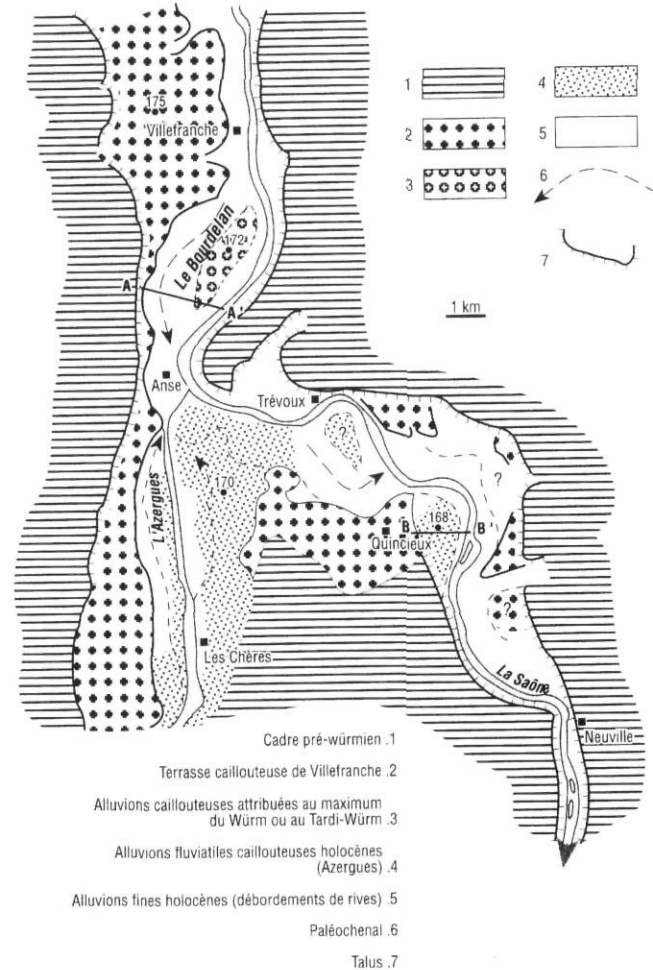 1
2
3
4
5
6
7
1 km
175
Villefranche
Le Bourdelan
172
A
A'
Anse
Trévoux
?
L'Azergues
170
?
168
B
B'
Quincieux
?
Les Chères
La Saône
Neuville
Cadre pré-würmien .1
Terrasse caillouteuse de Villefranche .2
Alluvions caillouteuses attribuées au maximum
du Würm ou au Tardi-Würm .3
Alluvions fluviatiles caillouteuses holocènes
(Azergues) .4
Alluvions fines holocènes (débordements de rives) .5
Paléochenal .6
Talus .7